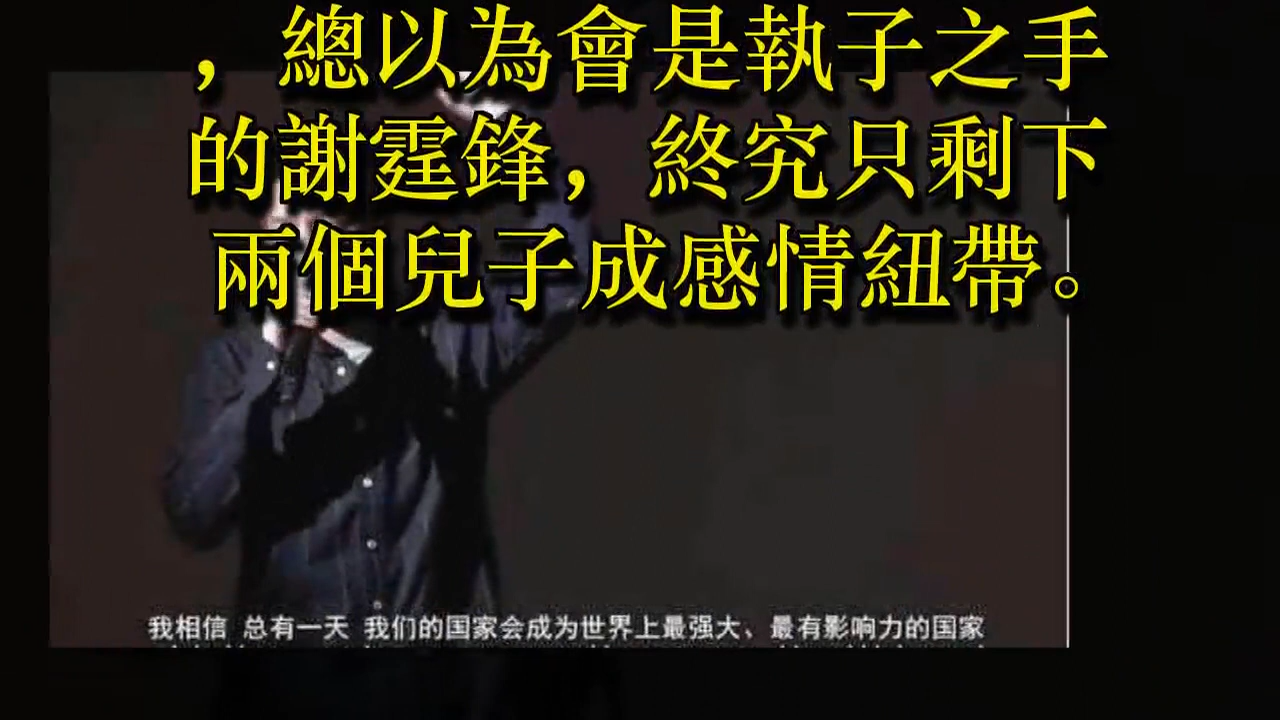 ，總以為會是執子之手
的謝霆鋒，終究只剩下
兩個兒子成感情紐帶。
我相信 总有一天 我们的国家会成为世界上最强大、最有影响力的国家